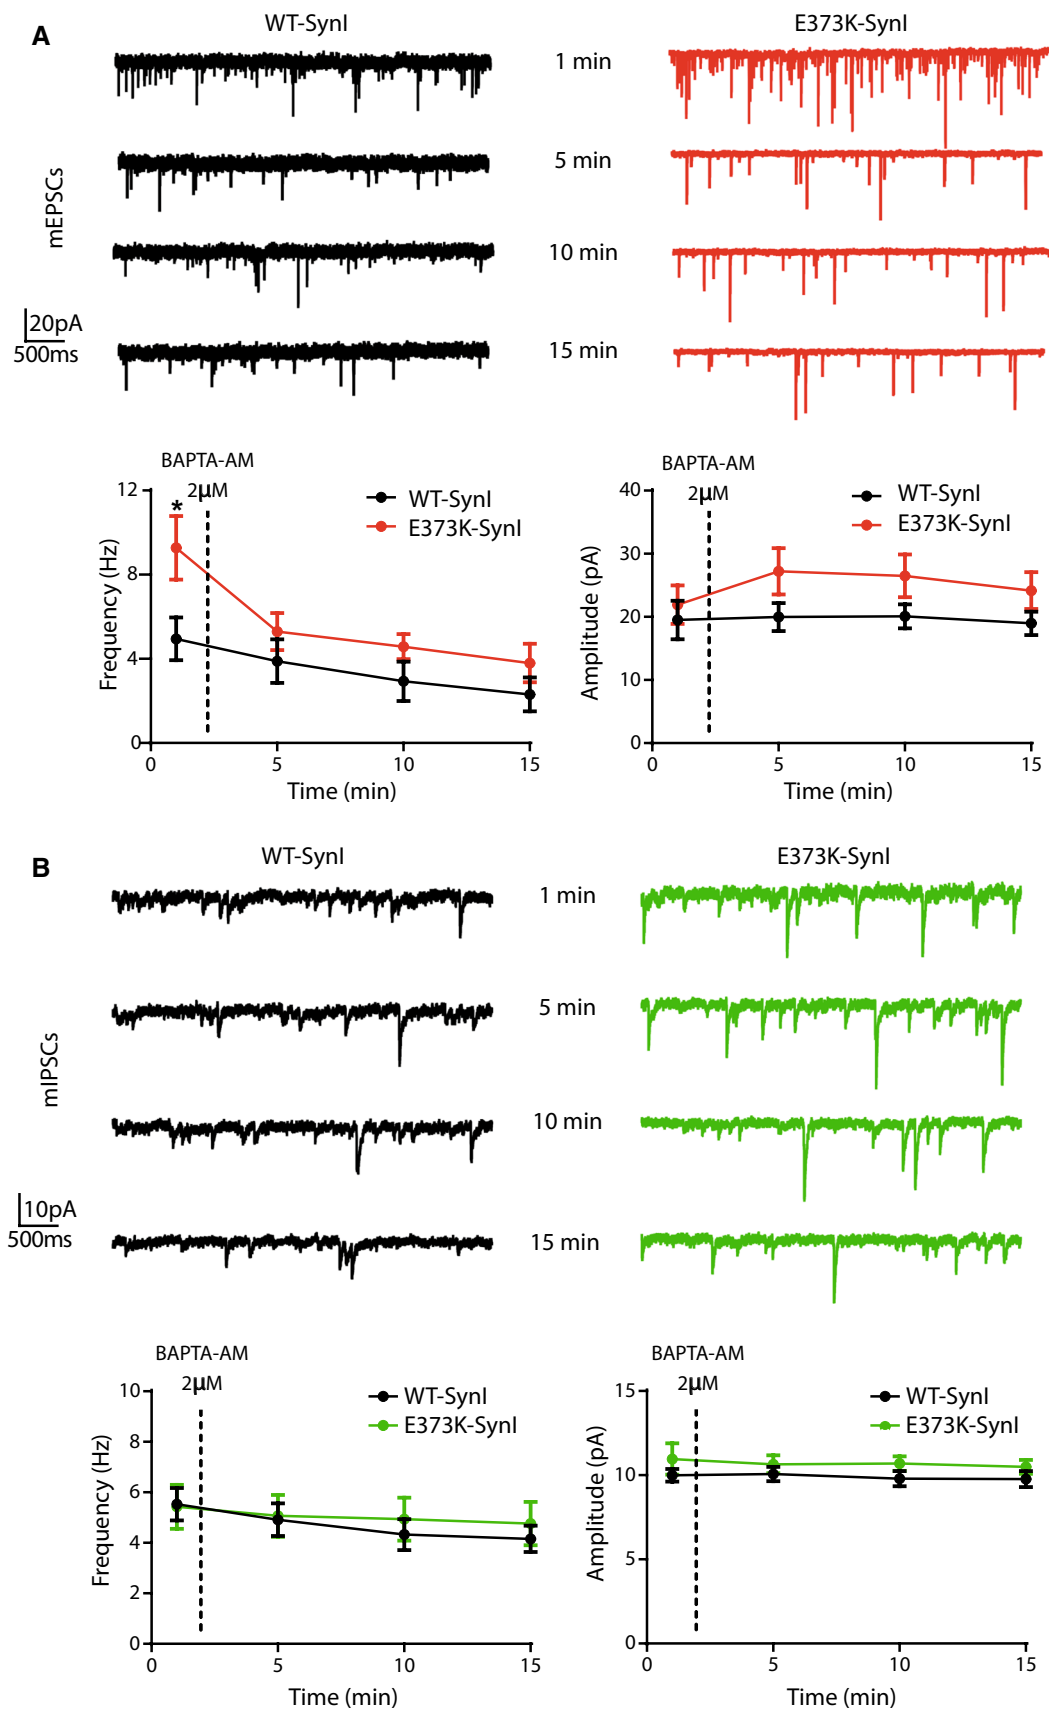 A
WT-SynI
E373K-SynI
1 min
5 min
10 min
15 min
mEPSCs
20pA
500ms
BAPTA-AM
2µM
*
WT-SynI
E373K-SynI
Frequency (Hz)
12
8
4
0
0 5 10 15
Time (min)
BAPTA-AM
2µM
WT-SynI
E373K-SynI
Amplitude (pA)
40
30
20
10
0
0 5 10 15
Time (min)
B
WT-SynI
E373K-SynI
1 min
5 min
10 min
15 min
mIPSCs
10pA
500ms
BAPTA-AM
2µM
WT-SynI
E373K-SynI
Frequency (Hz)
10
8
6
4
2
0
0 5 10 15
Time (min)
BAPTA-AM
2µM
WT-SynI
E373K-SynI
Amplitude (pA)
15
10
5
0
0 5 10 15
Time (min)